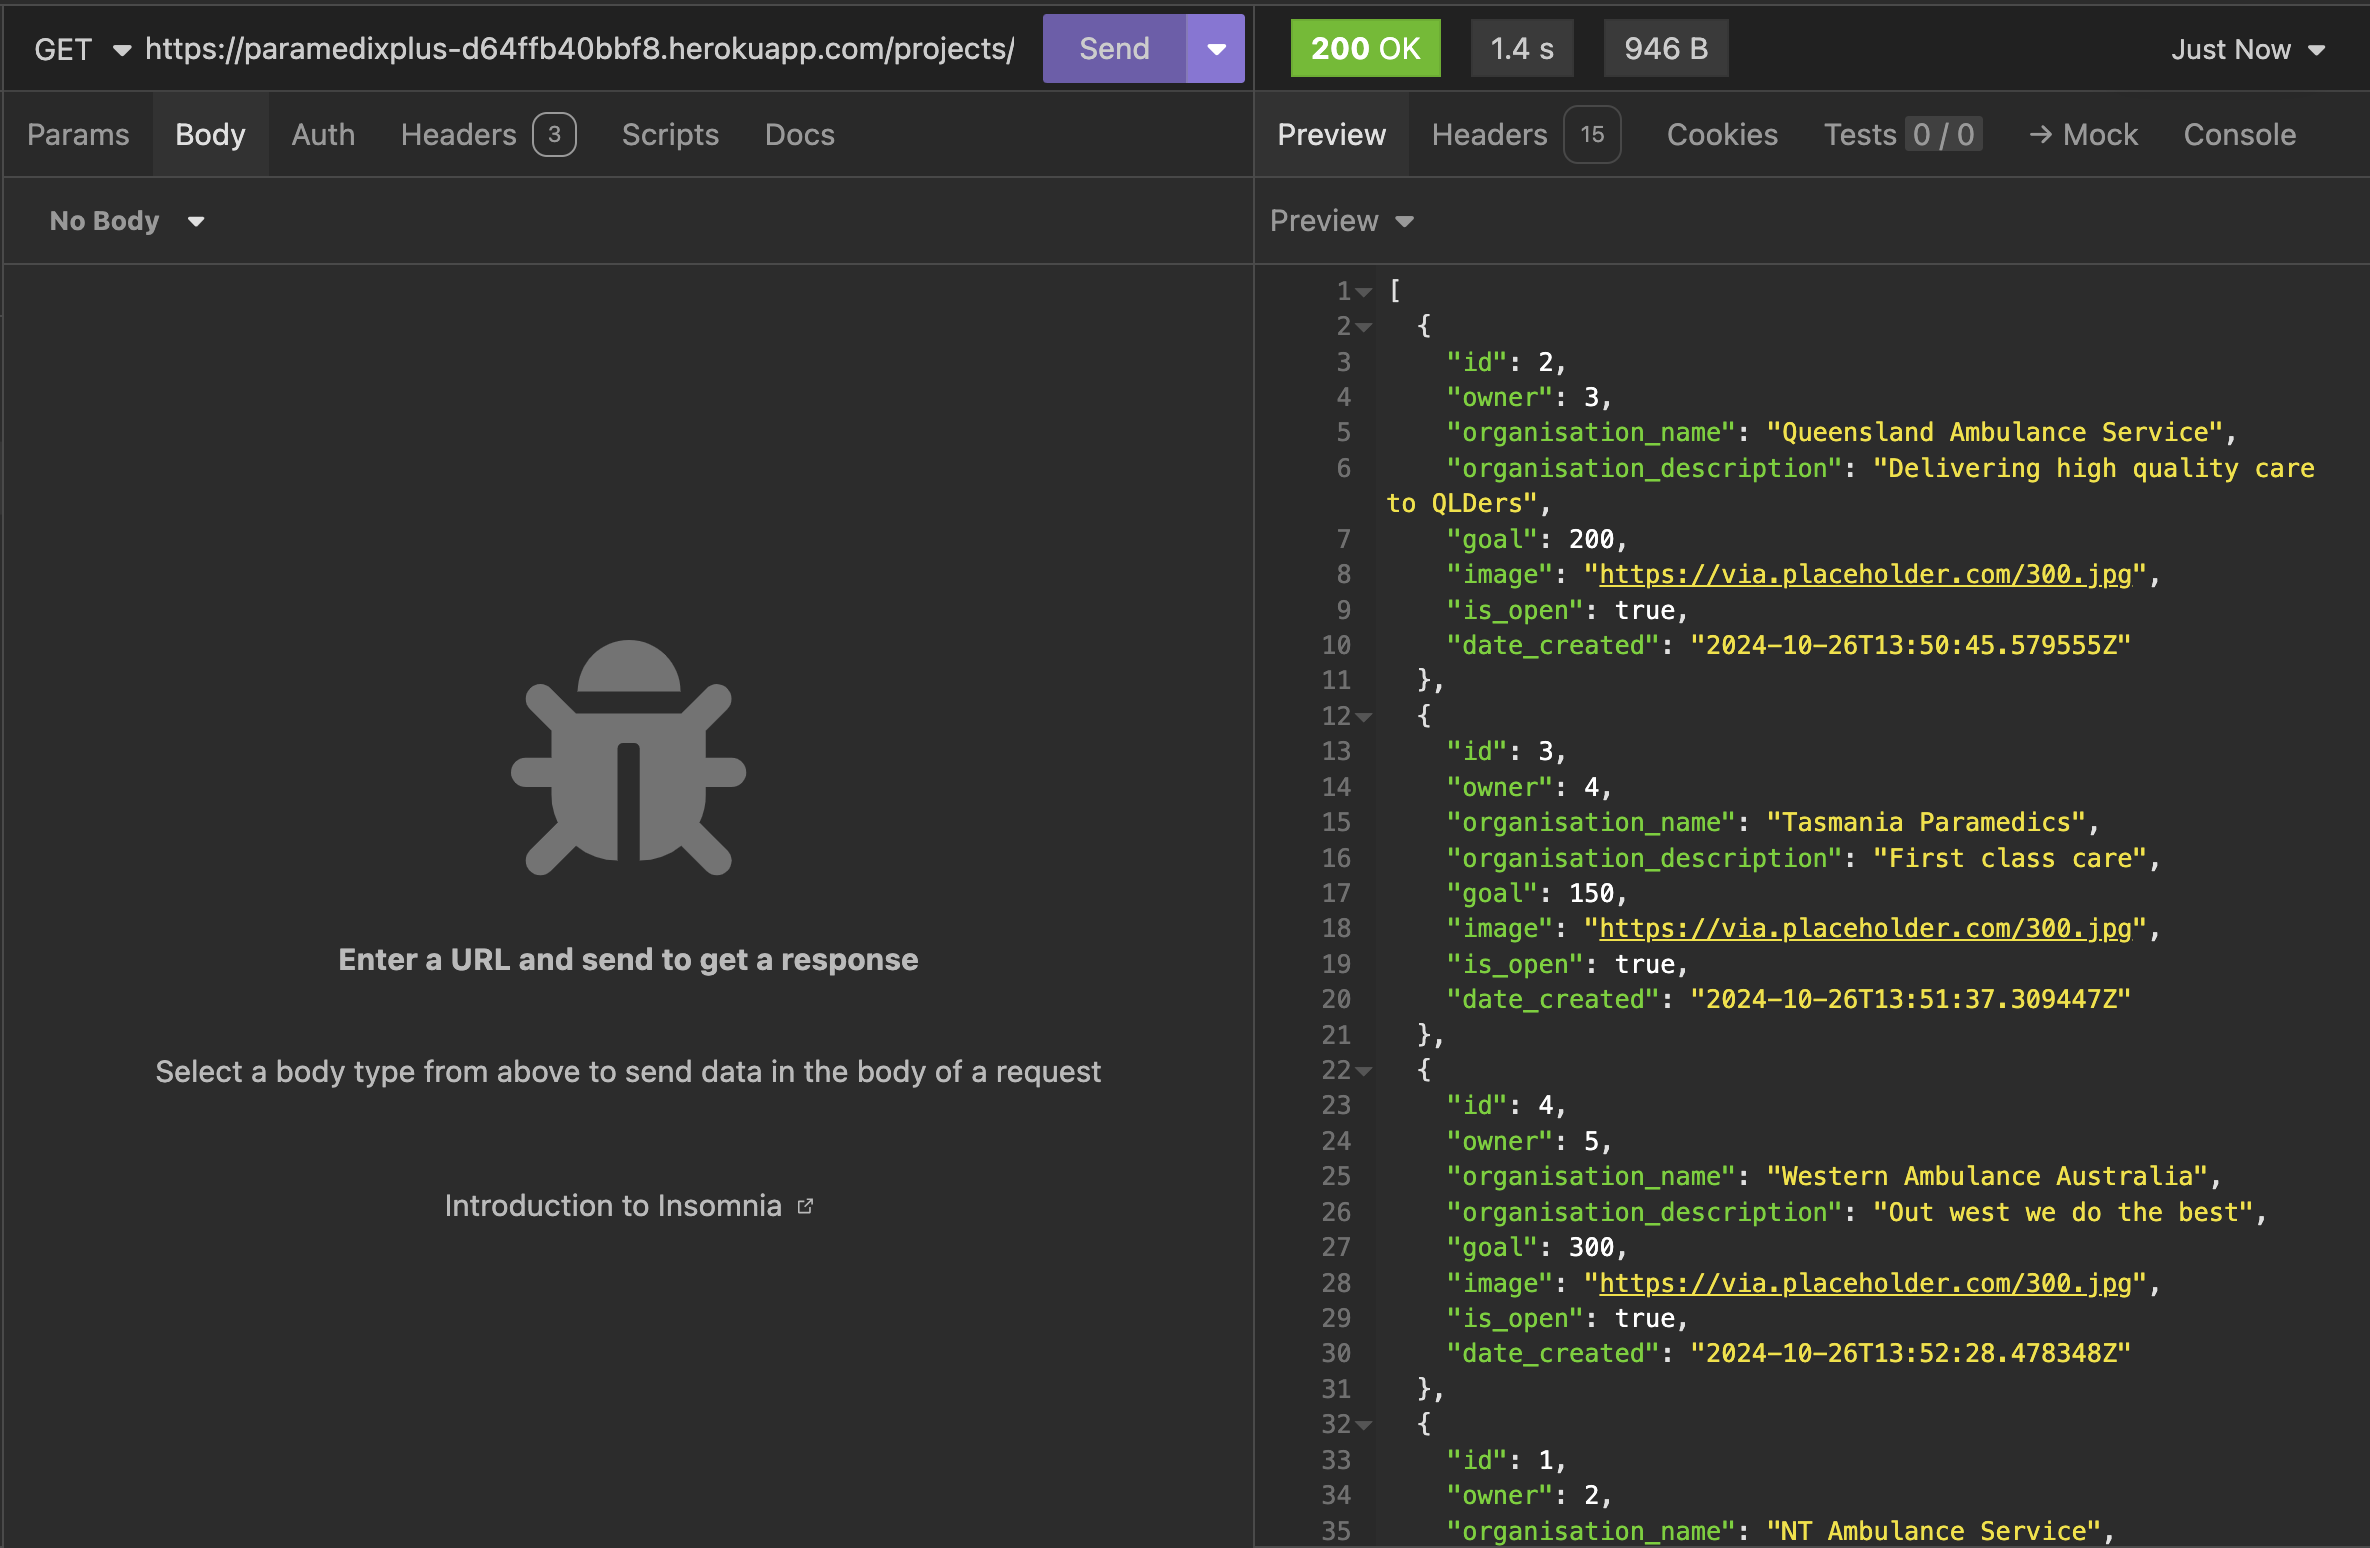 GET https://paramedixplus-d64ffb40bbf8.herokuapp.com/projects/ Send
200 OK 1.4 s 946 B Just Now
Params Body Auth Headers 3 Scripts Docs
Preview Headers 15 Cookies Tests 0 / 0 → Mock Console
No Body
Preview
Enter a URL and send to get a response
Select a body type from above to send data in the body of a request
Introduction to Insomnia
1 [
2 {
3 "id": 2,
4 "owner": 3,
5 "organisation_name": "Queensland Ambulance Service",
6 "organisation_description": "Delivering high quality care
to QLDers",
7 "goal": 200,
8 "image": "https://via.placeholder.com/300.jpg",
9 "is_open": true,
10 "date_created": "2024-10-26T13:50:45.579555Z"
11 },
12 {
13 "id": 3,
14 "owner": 4,
15 "organisation_name": "Tasmania Paramedics",
16 "organisation_description": "First class care",
17 "goal": 150,
18 "image": "https://via.placeholder.com/300.jpg",
19 "is_open": true,
20 "date_created": "2024-10-26T13:51:37.309447Z"
21 },
22 {
23 "id": 4,
24 "owner": 5,
25 "organisation_name": "Western Ambulance Australia",
26 "organisation_description": "Out west we do the best",
27 "goal": 300,
28 "image": "https://via.placeholder.com/300.jpg",
29 "is_open": true,
30 "date_created": "2024-10-26T13:52:28.478348Z"
31 },
32 {
33 "id": 1,
34 "owner": 2,
35 "organisation_name": "NT Ambulance Service",